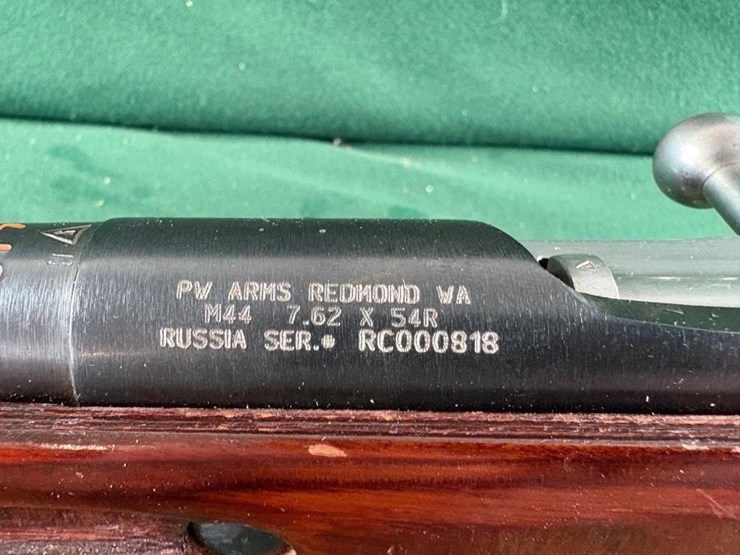 PW ARMS REDMOND WA
M44 7.62 X 54R
RUSSIA SER.# RC000818